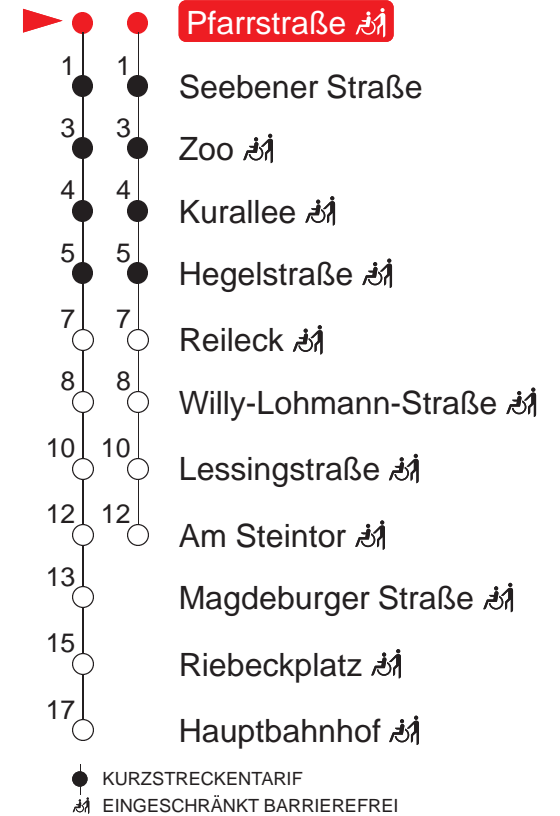 Pfarrstraße
1 1 Seebener Straße
3 3 Zoo
4 4 Kurallee
5 5 Hegelstraße
7 7 Reileck
8 8 Willy-Lohmann-Straße
10 10 Lessingstraße
12 12 Am Steintor
13 Magdeburger Straße
15 Riebeckplatz
17 Hauptbahnhof
KURZSTRECKENTARIF
EINGESCHRÄNKT BARRIEREFREI